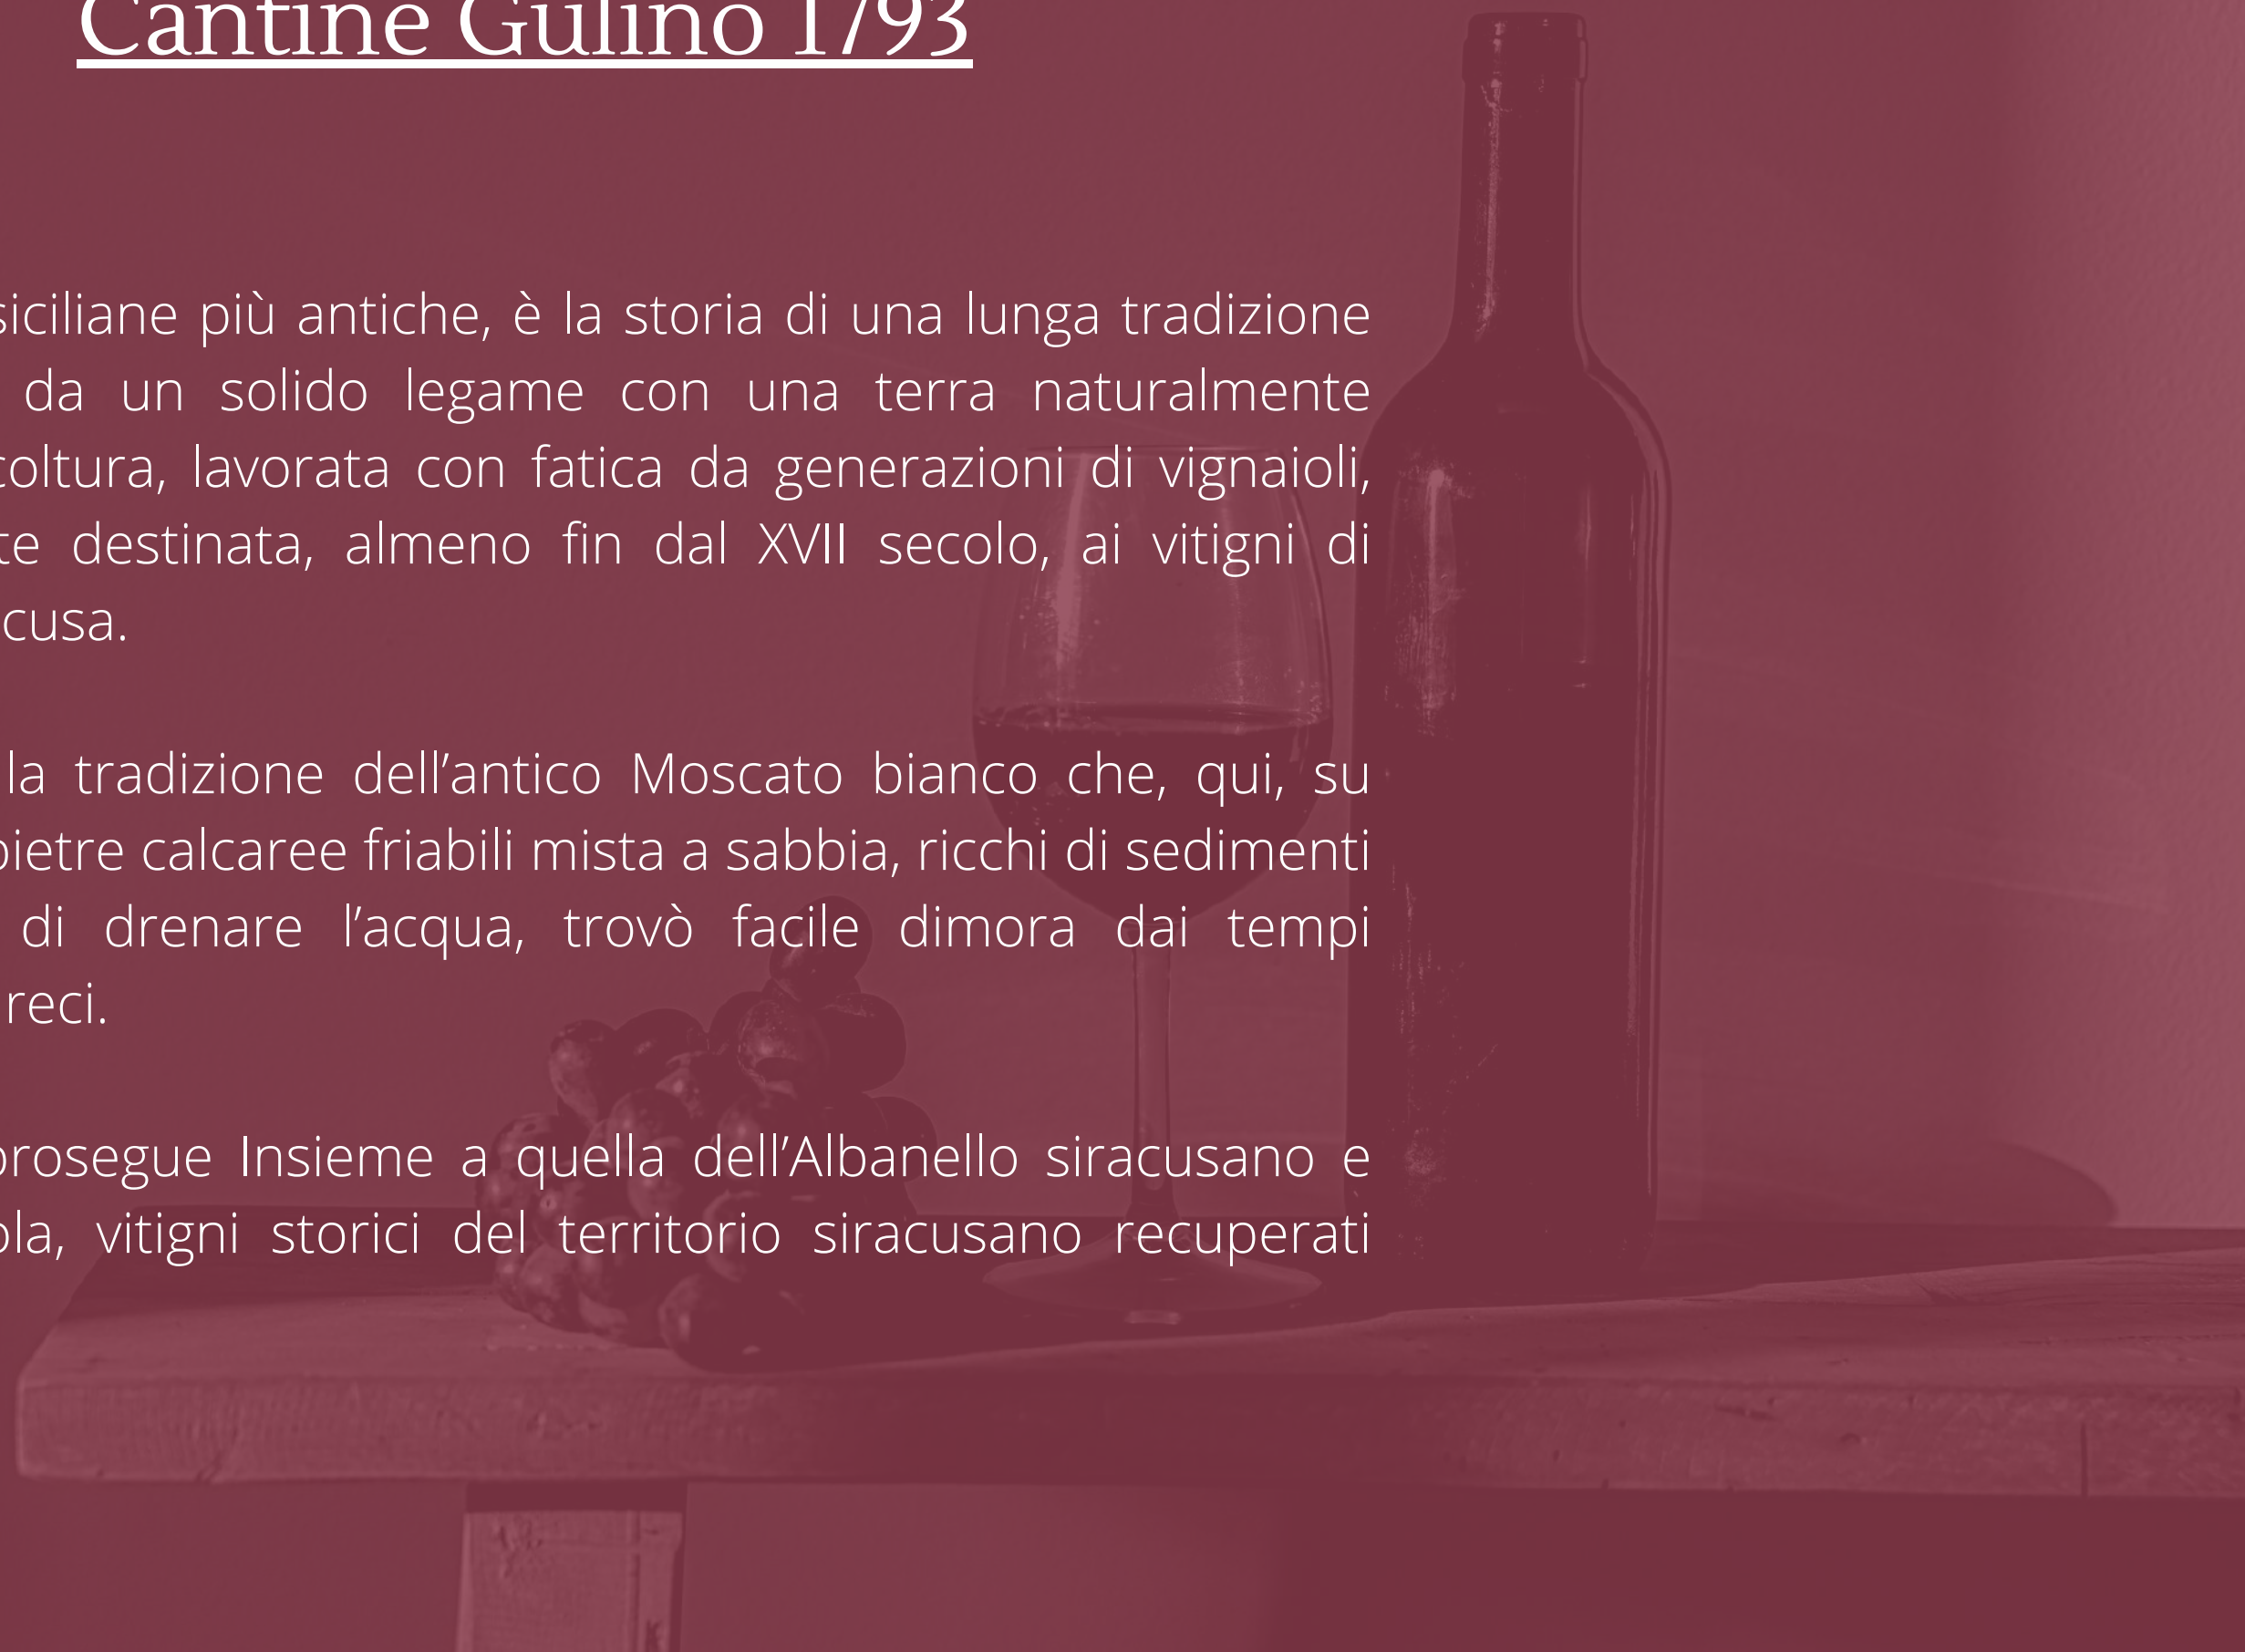 Cantine Gulino 1793
siciliane più antiche, è la storia di una lunga tradizione
da un solido legame con una terra naturalmente
coltura, lavorata con fatica da generazioni di vignaioli,
te destinata, almeno fin dal XVII secolo, ai vitigni di
cusa.
la tradizione dell’antico Moscato bianco che, qui, su
pietre calcaree friabili mista a sabbia, ricchi di sedimenti
di drenare l’acqua, trovò facile dimora dai tempi
reci.
prosegue Insieme a quella dell’Albanello siracusano e
ola, vitigni storici del territorio siracusano recuperati